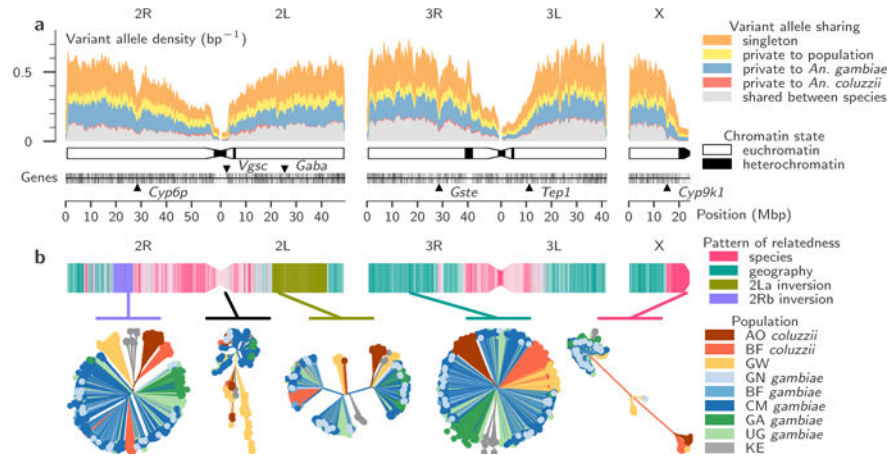 2R 2L 3R 3L X
a
Variant allele density (bp⁻¹)
0.5
0
Variant allele sharing
singleton
private to population
private to An. gambiae
private to An. coluzzii
shared between species
Chromatin state
euchromatin
heterochromatin
Genes
Vgsc Gaba
Cyp6p Gste Tep1 Cyp9k1
0 10 20 30 40 50 60 0 10 20 30 40 0 10 20 30 40 50 0 10 20 30 40 0 20 Position (Mbp)
b
2R 2L 3R 3L X
Pattern of relatedness
species
geography
2La inversion
2Rb inversion
Population
AO coluzzii
BF coluzzii
GW
GN gambiae
BF gambiae
CM gambiae
GA gambiae
UG gambiae
KE